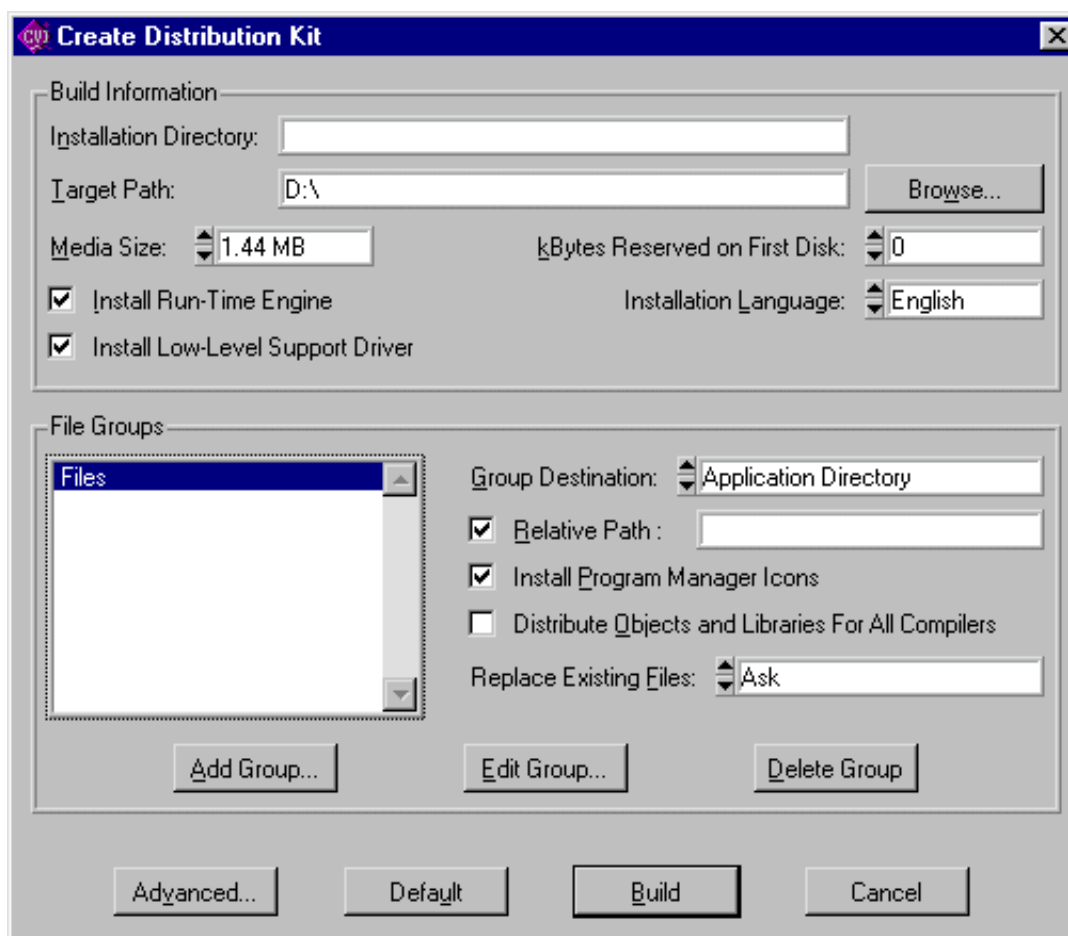 CVI Create Distribution Kit
Build Information
Installation Directory:
Target Path: D:\ Browse...
Media Size: 1.44 MB kBytes Reserved on First Disk: 0
Install Run-Time Engine Installation Language: English
Install Low-Level Support Driver
File Groups
Files Group Destination: Application Directory
Relative Path :
Install Program Manager Icons
Distribute Objects and Libraries For All Compilers
Replace Existing Files: Ask
Add Group... Edit Group... Delete Group
Advanced... Default Build Cancel